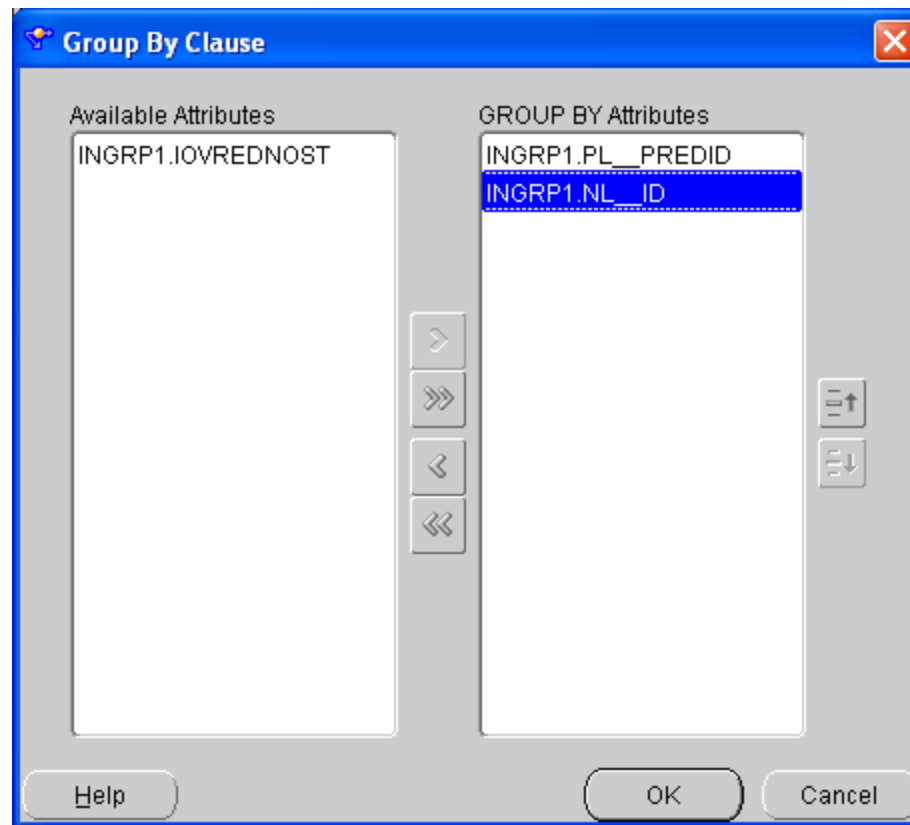 Group By Clause
Available Attributes
GROUP BY Attributes
INGRP1.IOVREDNOST
INGRP1.PL__PREDID
INGRP1.NL__ID
Help
OK
Cancel